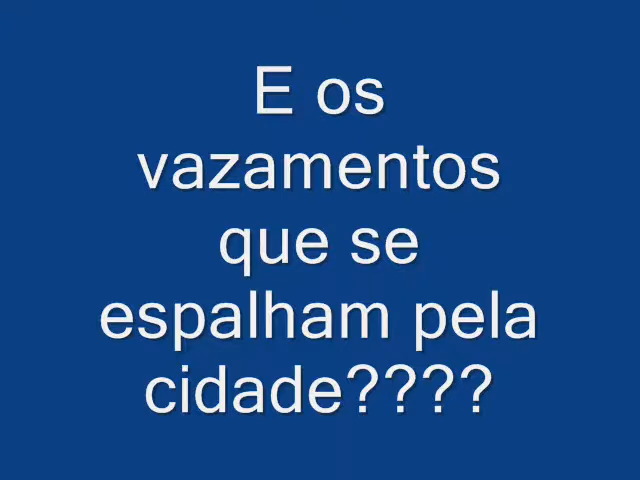 E os
vazamentos
que se
espalham pela
cidade????